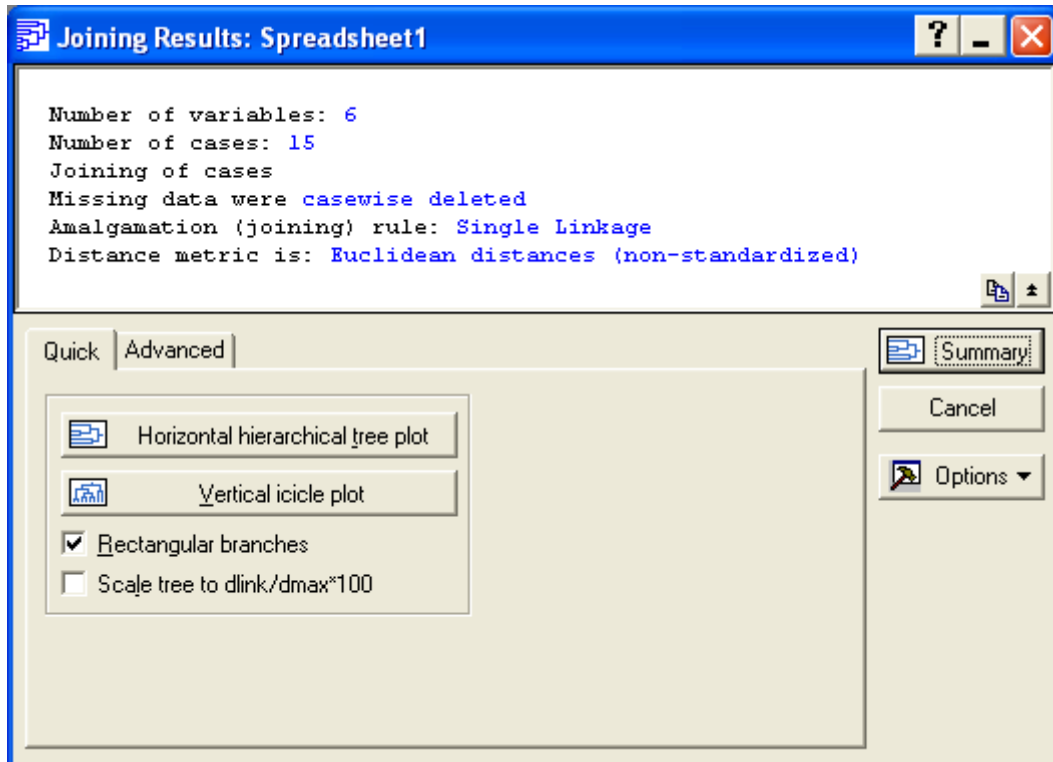 Joining Results: Spreadsheet1
Number of variables: 6
Number of cases: 15
Joining of cases
Missing data were casewise deleted
Amalgamation (joining) rule: Single Linkage
Distance metric is: Euclidean distances (non-standardized)
Quick
Advanced
Summary
Cancel
Options
Horizontal hierarchical tree plot
Vertical icicle plot
Rectangular branches
Scale tree to dlink/dmax*100